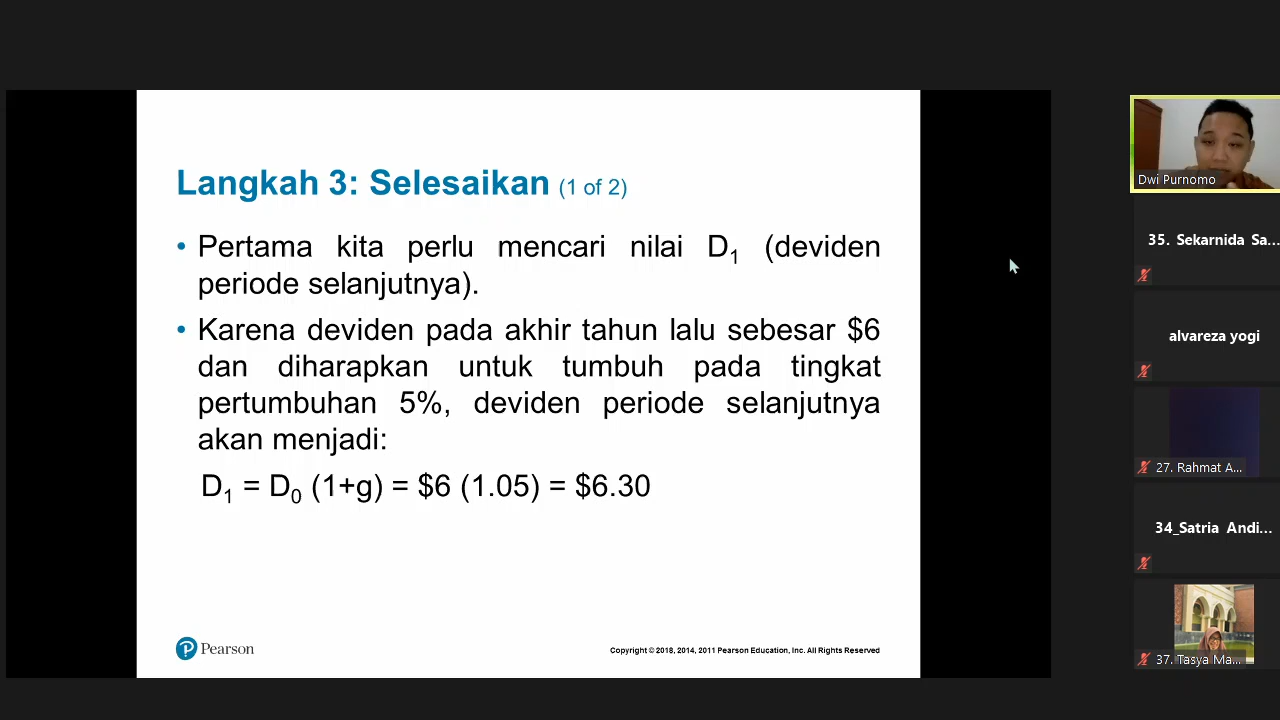 Langkah 3: Selesaikan (1 of 2)
• Pertama kita perlu mencari nilai D₁ (deviden
periode selanjutnya).
• Karena deviden pada akhir tahun lalu sebesar $6
dan diharapkan untuk tumbuh pada tingkat
pertumbuhan 5%, deviden periode selanjutnya
akan menjadi:
D₁ = D₀ (1+g) = $6 (1.05) = $6.30
Pearson
Copyright © 2018, 2014, 2011 Pearson Education, Inc. All Rights Reserved
Dwi Purnomo
35. Sekarnida Sa...
alvareza yogi
27. Rahmat A...
34_Satria Andi...
37. Tasya Ma...